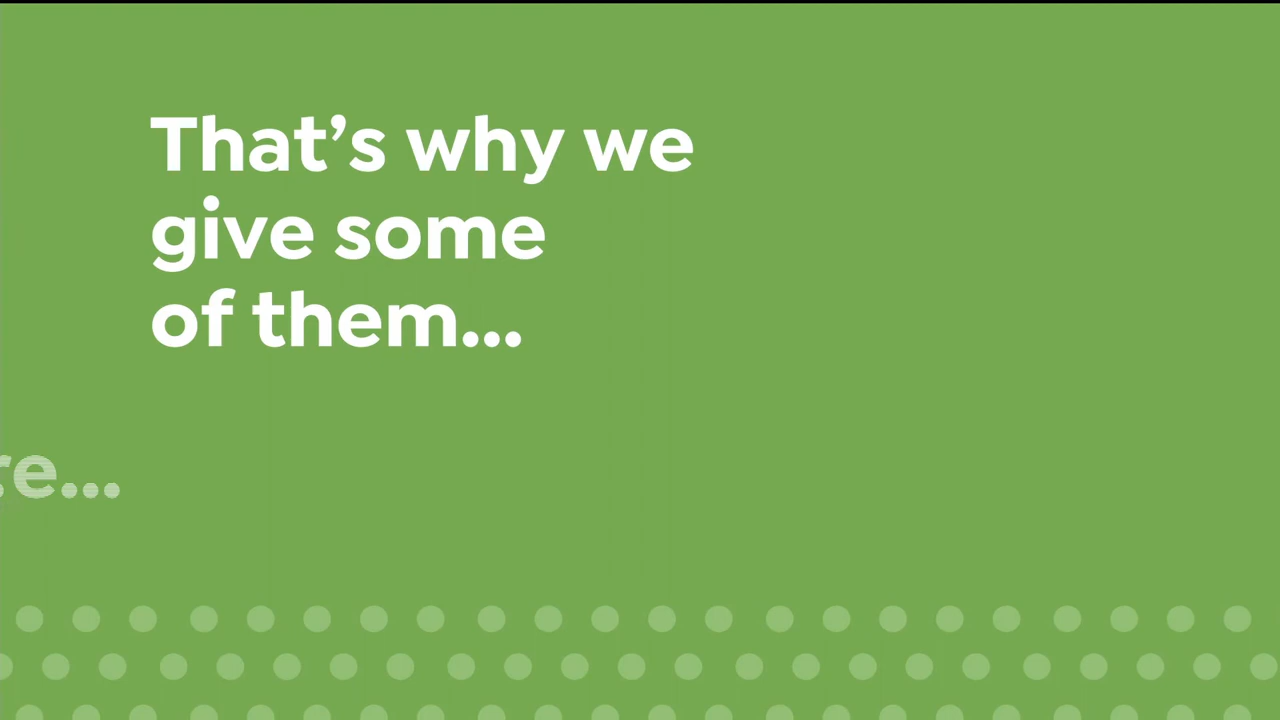 That’s why we
give some
of them...